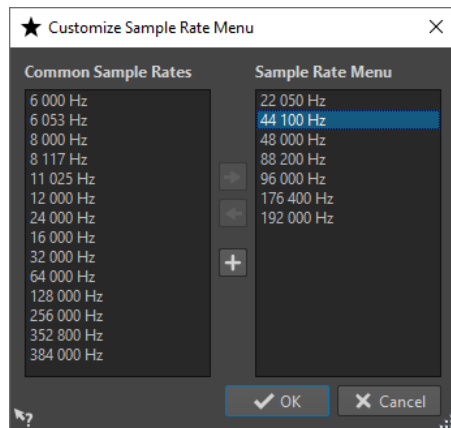 Customize Sample Rate Menu
Common Sample Rates
6 000 Hz
6 053 Hz
8 000 Hz
8 117 Hz
11 025 Hz
12 000 Hz
24 000 Hz
16 000 Hz
32 000 Hz
64 000 Hz
128 000 Hz
256 000 Hz
352 800 Hz
384 000 Hz
Sample Rate Menu
22 050 Hz
44 100 Hz
48 000 Hz
88 200 Hz
96 000 Hz
176 400 Hz
192 000 Hz
OK
Cancel